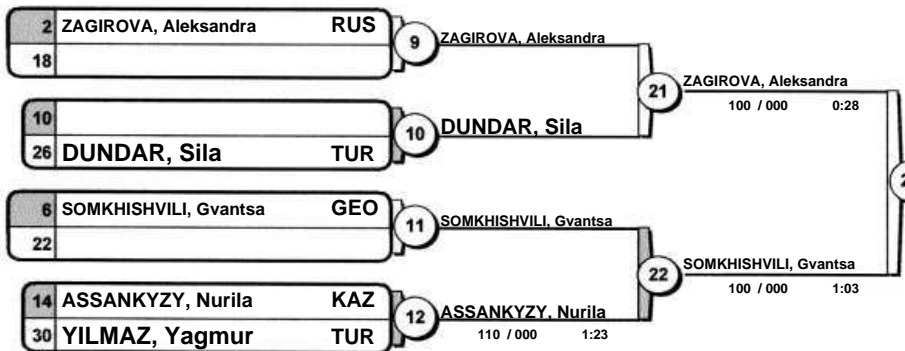 2 ZAGIROVA, Aleksandra RUS
18
9 ZAGIROVA, Aleksandra
10
26 DUNDAR, Sila TUR
10 DUNDAR, Sila
21 ZAGIROVA, Aleksandra
100 / 000 0:28
6 SOMKHISHVILI, Gvantsa GEO
22
11 SOMKHISHVILI, Gvantsa
14 ASSANKYZY, Nurila KAZ
30 YILMAZ, Yagmur TUR
12 ASSANKYZY, Nurila
110 / 000 1:23
22 SOMKHISHVILI, Gvantsa
100 / 000 1:03